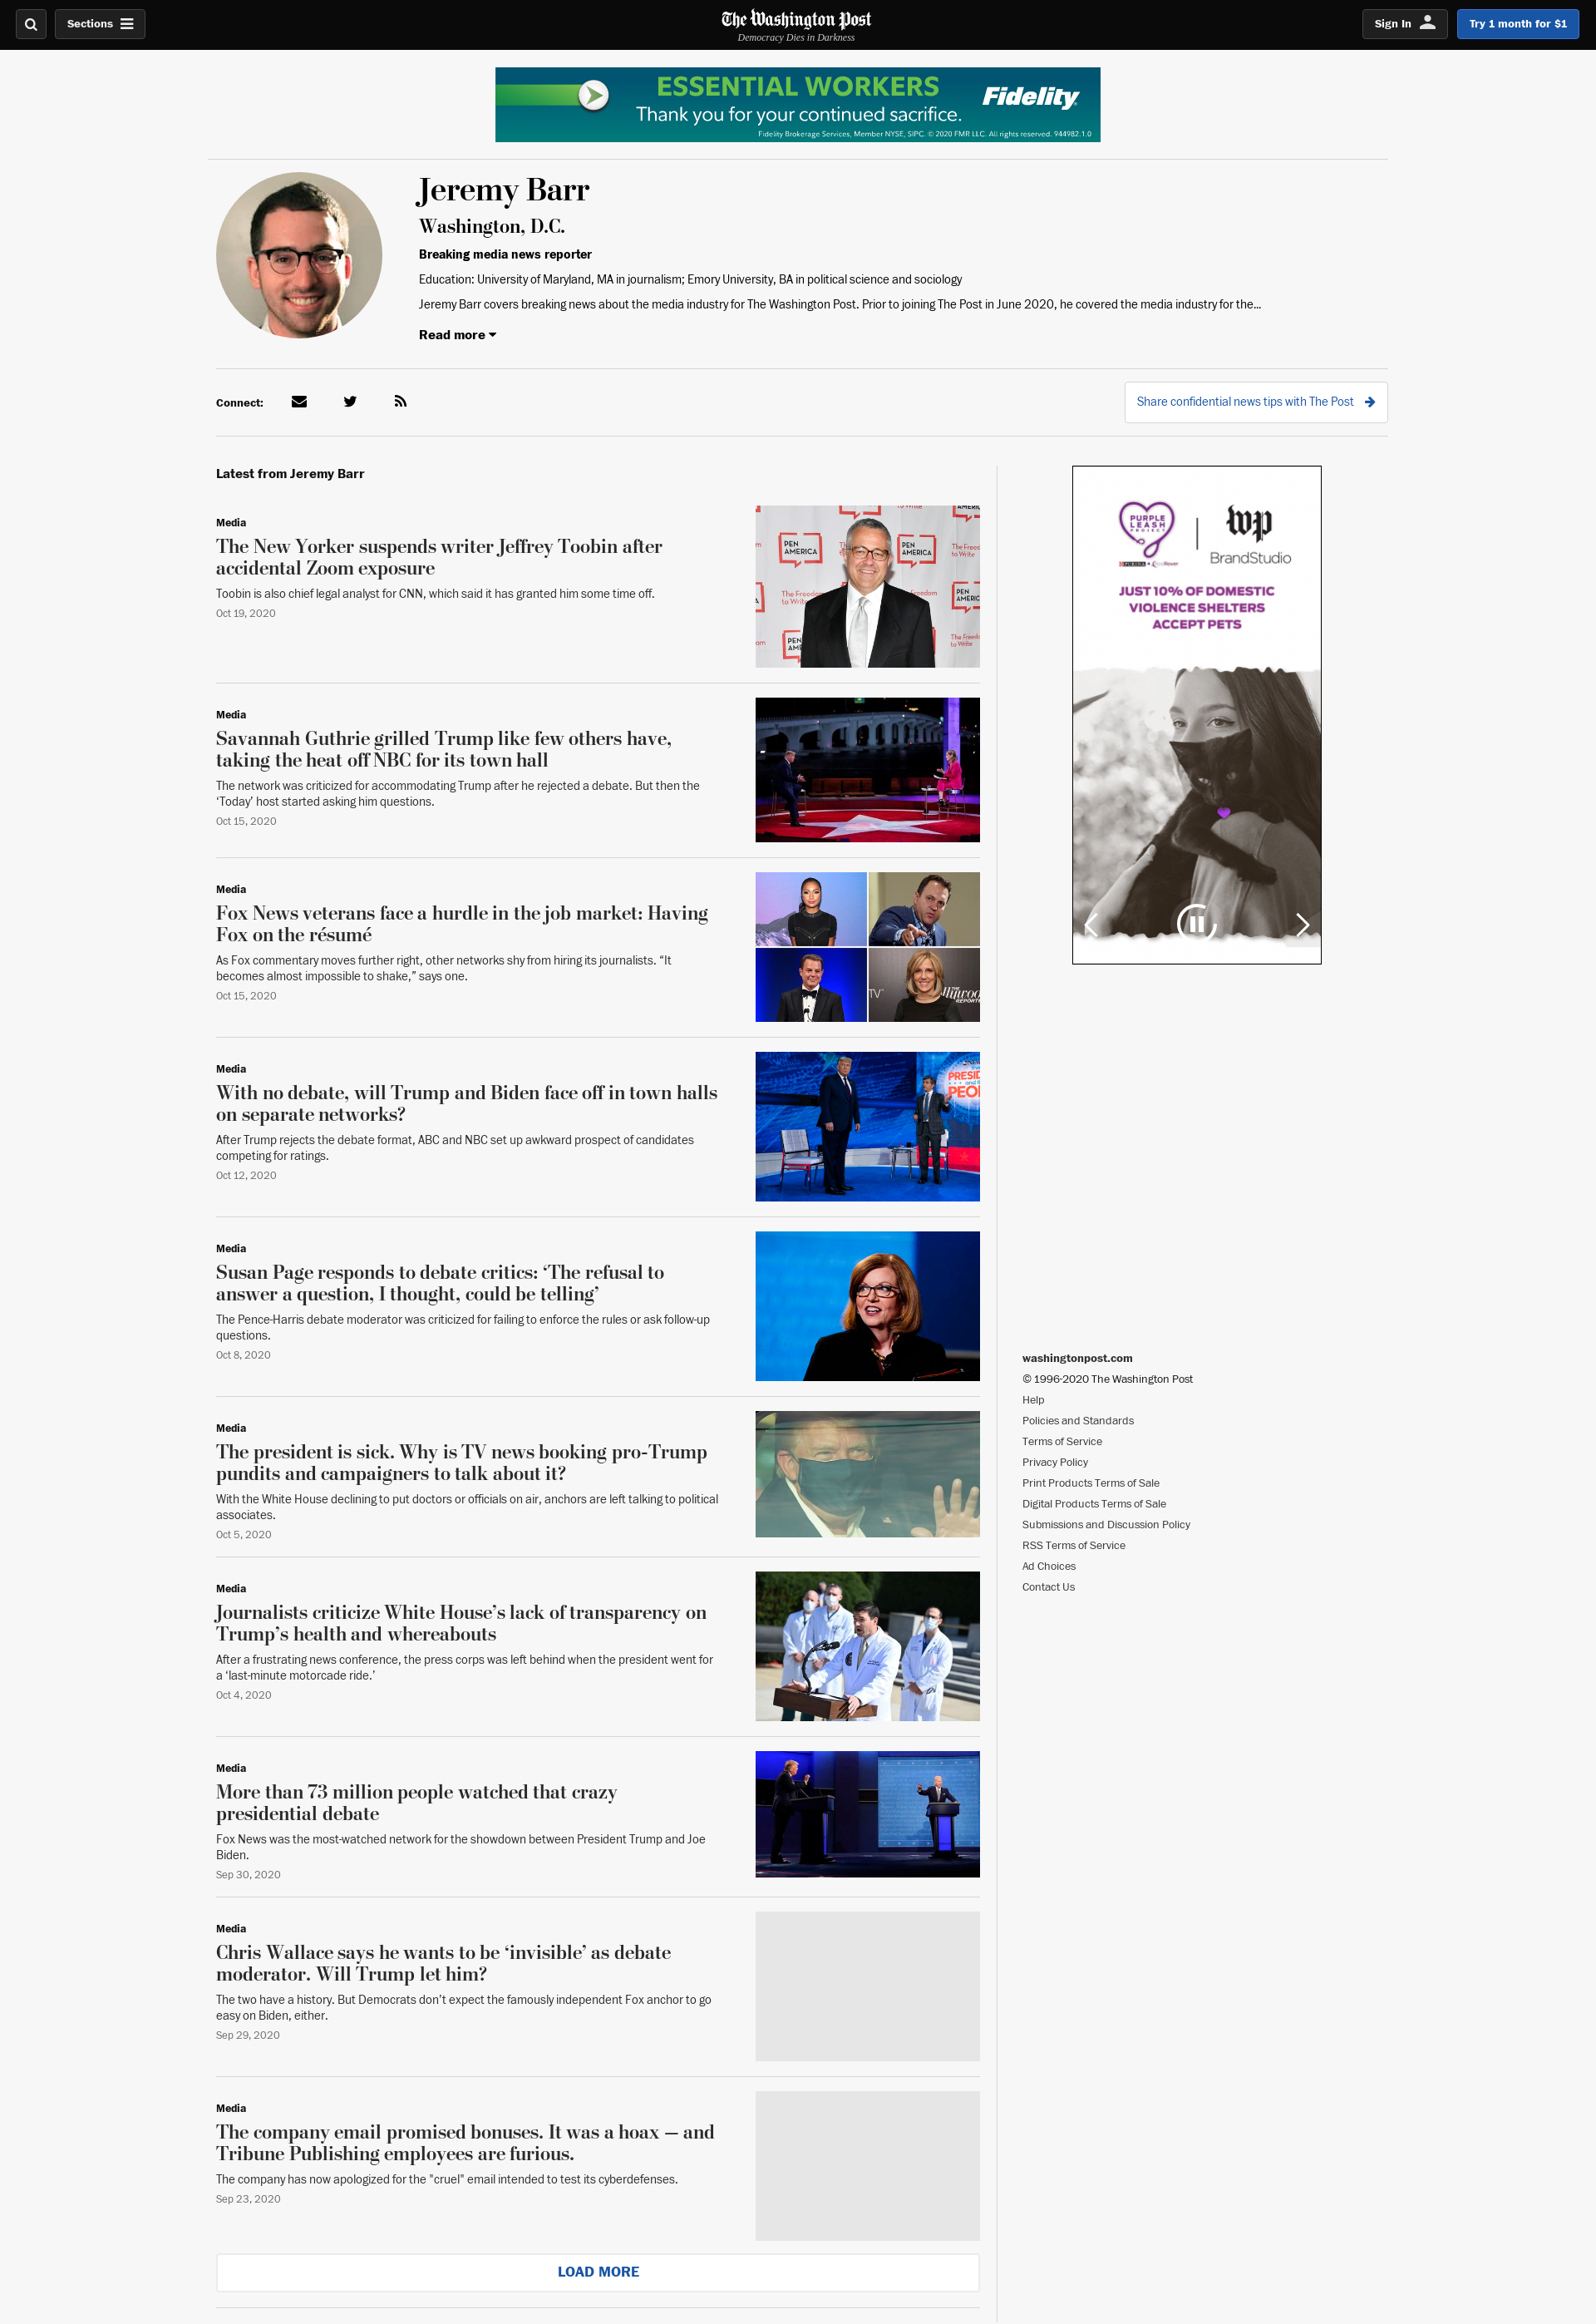 Sections
The Washington Post
Democracy Dies in Darkness
Sign In
Try 1 month for $1
ESSENTIAL WORKERS
Thank you for your continued sacrifice.
Fidelity
Fidelity Brokerage Services, Member NYSE, SIPC. © 2020 FMR LLC. All rights reserved. 944982.1.0
Jeremy Barr
Washington, D.C.
Breaking media news reporter
Education: University of Maryland, MA in journalism; Emory University, BA in political science and sociology
Jeremy Barr covers breaking news about the media industry for The Washington Post. Prior to joining The Post in June 2020, he covered the media industry for the...
Read more
Connect:
Share confidential news tips with The Post
Latest from Jeremy Barr
Media
The New Yorker suspends writer Jeffrey Toobin after
accidental Zoom exposure
Toobin is also chief legal analyst for CNN, which said it has granted him some time off.
Oct 19, 2020
PEN
AMERICA
PEN
AMERICA
The Freedom
to Write
Media
Savannah Guthrie grilled Trump like few others have,
taking the heat off NBC for its town hall
The network was criticized for accommodating Trump after he rejected a debate. But then the
‘Today’ host started asking him questions.
Oct 15, 2020
Media
Fox News veterans face a hurdle in the job market: Having
Fox on the résumé
As Fox commentary moves further right, other networks shy from hiring its journalists. “It
becomes almost impossible to shake,” says one.
Oct 15, 2020
Media
With no debate, will Trump and Biden face off in town halls
on separate networks?
After Trump rejects the debate format, ABC and NBC set up awkward prospect of candidates
competing for ratings.
Oct 12, 2020
Media
Susan Page responds to debate critics: ‘The refusal to
answer a question, I thought, could be telling’
The Pence-Harris debate moderator was criticized for failing to enforce the rules or ask follow-up
questions.
Oct 8, 2020
Media
The president is sick. Why is TV news booking pro-Trump
pundits and campaigners to talk about it?
With the White House declining to put doctors or officials on air, anchors are left talking to political
associates.
Oct 5, 2020
Media
Journalists criticize White House’s lack of transparency on
Trump’s health and whereabouts
After a frustrating news conference, the press corps was left behind when the president went for
a ‘last-minute motorcade ride.’
Oct 4, 2020
Media
More than 73 million people watched that crazy
presidential debate
Fox News was the most-watched network for the showdown between President Trump and Joe
Biden.
Sep 30, 2020
Media
Chris Wallace says he wants to be ‘invisible’ as debate
moderator. Will Trump let him?
The two have a history. But Democrats don’t expect the famously independent Fox anchor to go
easy on Biden, either.
Sep 29, 2020
Media
The company email promised bonuses. It was a hoax — and
Tribune Publishing employees are furious.
The company has now apologized for the "cruel" email intended to test its cyberdefenses.
Sep 23, 2020
LOAD MORE
PURPLE
LEASH
PROJECT
PURINA
wp
BrandStudio
JUST 10% OF DOMESTIC
VIOLENCE SHELTERS
ACCEPT PETS
washingtonpost.com
© 1996-2020 The Washington Post
Help
Policies and Standards
Terms of Service
Privacy Policy
Print Products Terms of Sale
Digital Products Terms of Sale
Submissions and Discussion Policy
RSS Terms of Service
Ad Choices
Contact Us